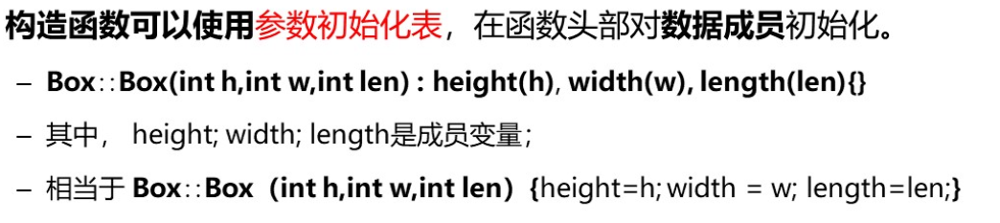 构造函数可以使用参数初始化表，在函数头部对数据成员初始化。
– Box::Box(int h,int w,int len) : height(h), width(w), length(len){}
– 其中， height; width; length是成员变量;
– 相当于 Box::Box（int h,int w,int len）{height=h; width = w; length=len;}